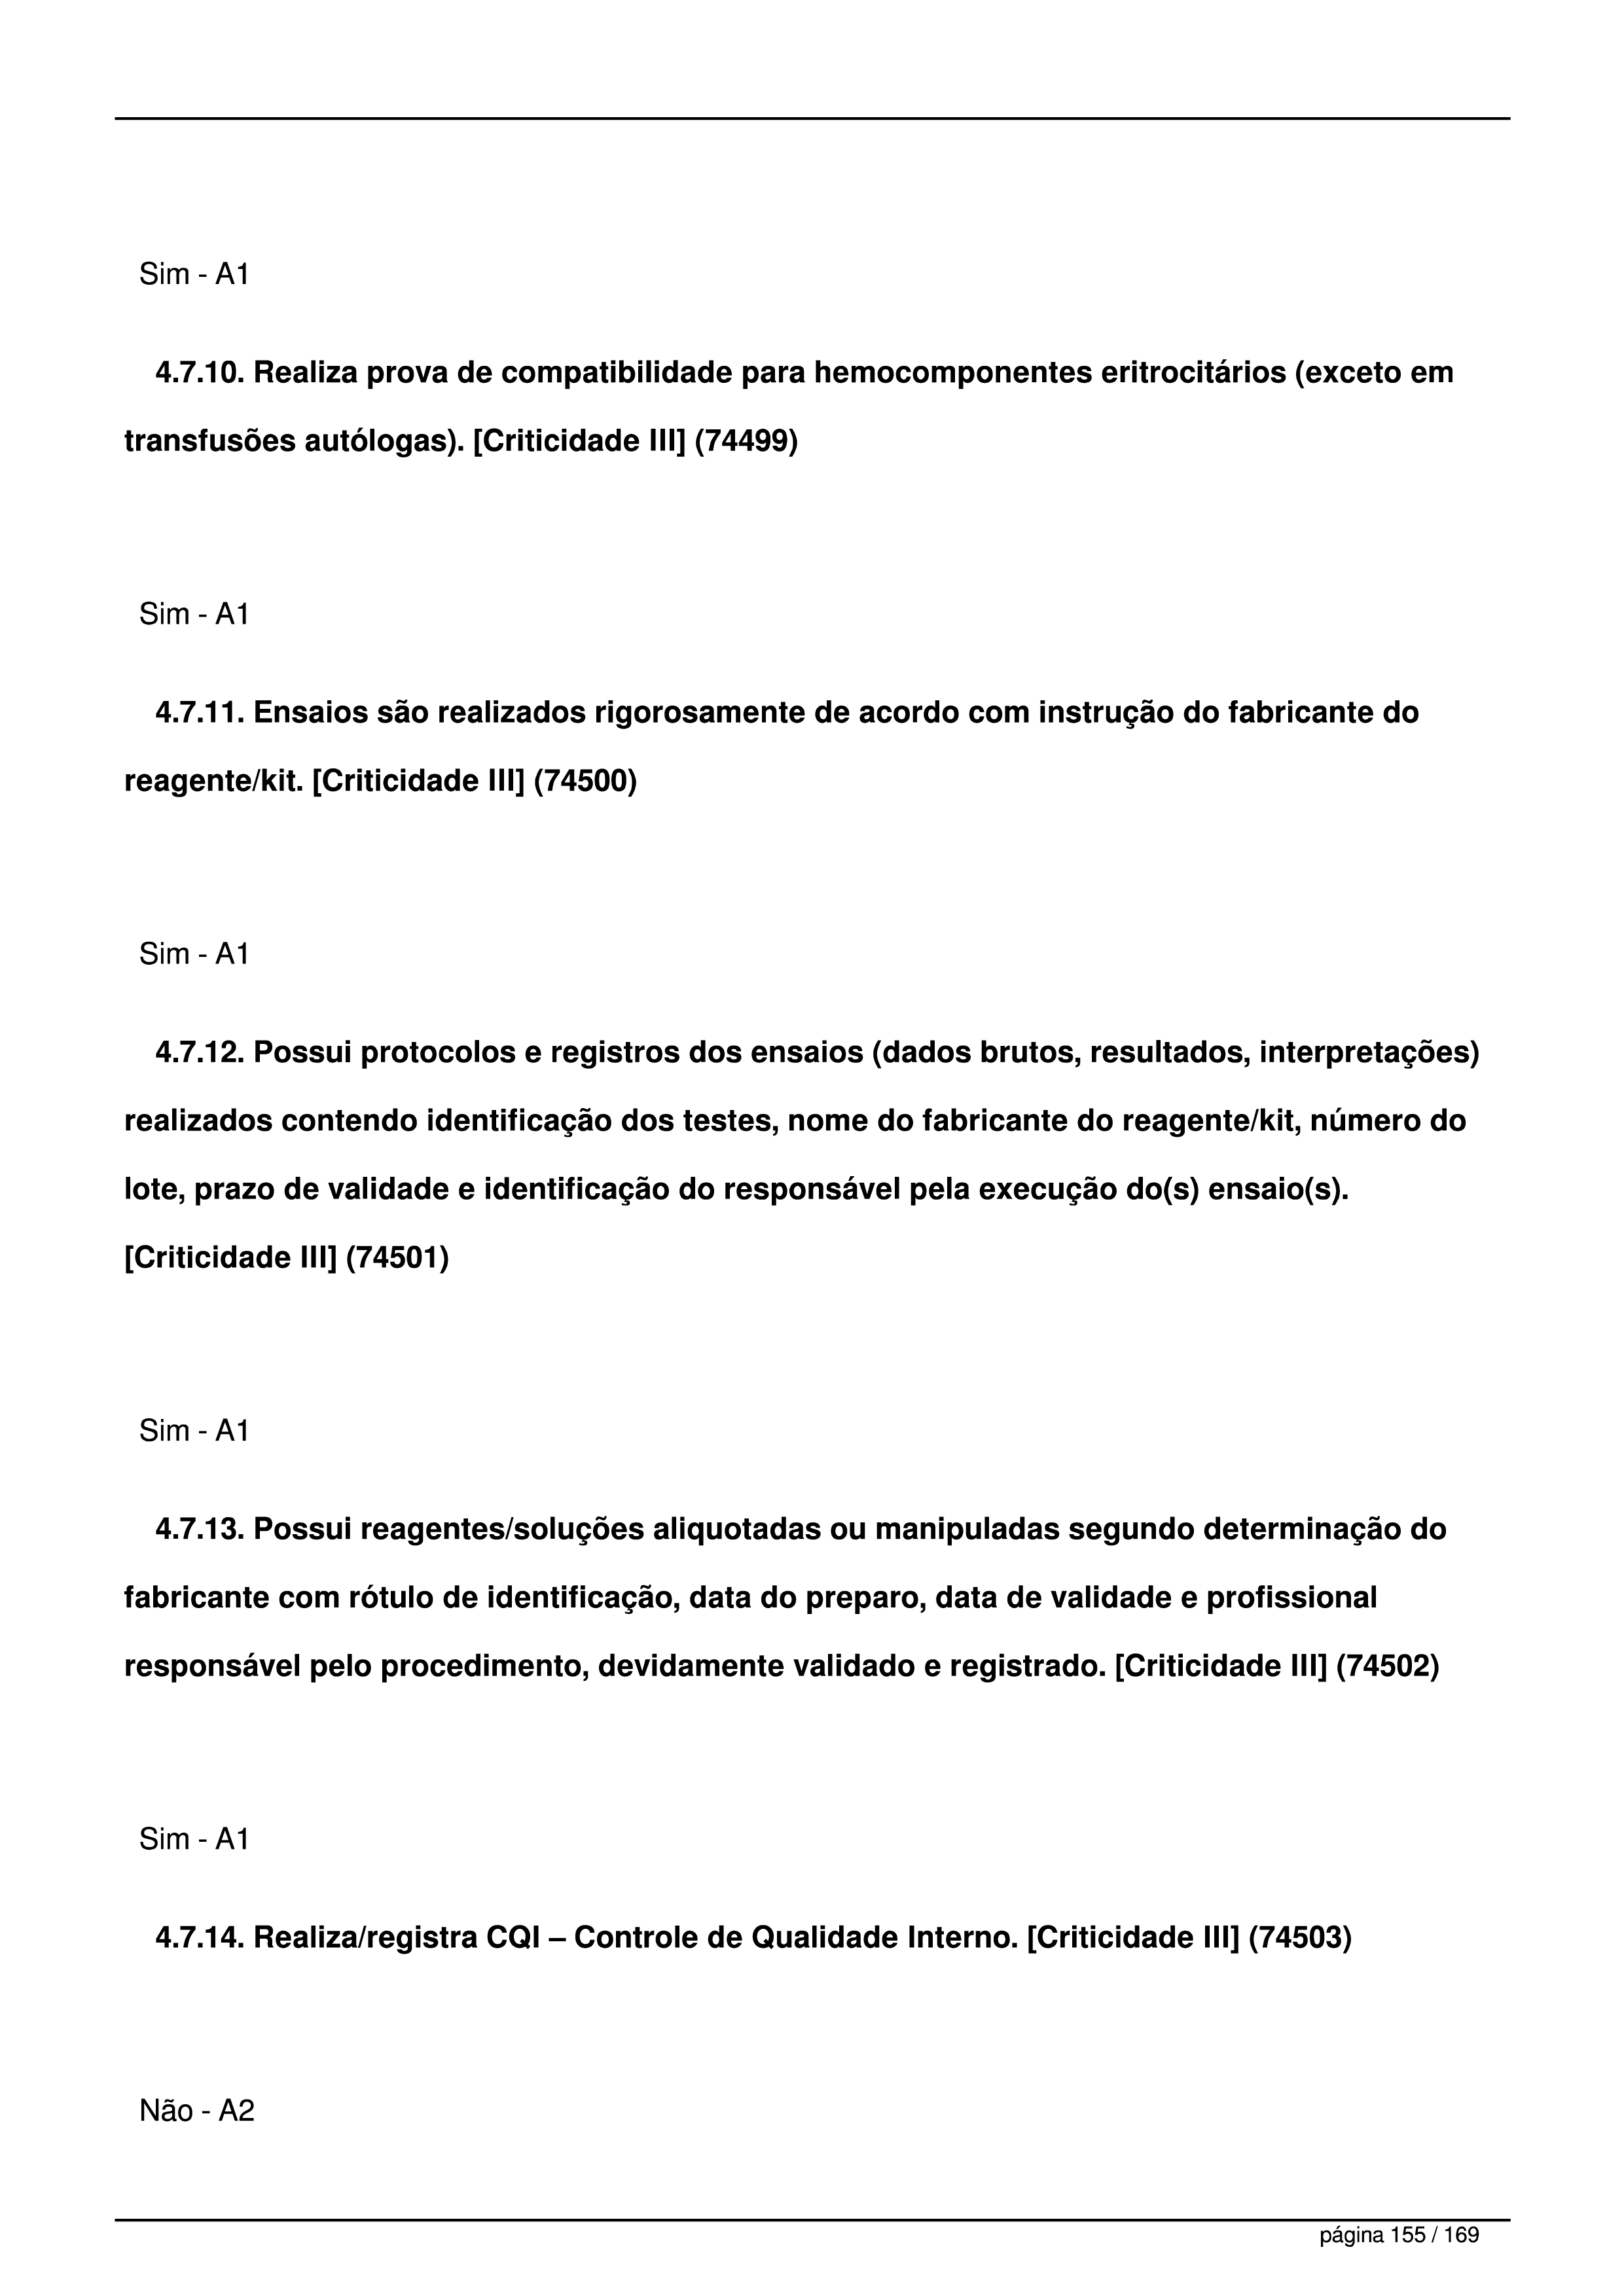 Sim - A1
4.7.10. Realiza prova de compatibilidade para hemocomponentes eritrocitários (exceto em
transfusões autólogas). [Criticidade III] (74499)
Sim - A1
4.7.11. Ensaios são realizados rigorosamente de acordo com instrução do fabricante do
reagente/kit. [Criticidade III] (74500)
Sim - A1
4.7.12. Possui protocolos e registros dos ensaios (dados brutos, resultados, interpretações)
realizados contendo identificação dos testes, nome do fabricante do reagente/kit, número do
lote, prazo de validade e identificação do responsável pela execução do(s) ensaio(s).
[Criticidade III] (74501)
Sim - A1
4.7.13. Possui reagentes/soluções aliquotadas ou manipuladas segundo determinação do
fabricante com rótulo de identificação, data do preparo, data de validade e profissional
responsável pelo procedimento, devidamente validado e registrado. [Criticidade III] (74502)
Sim - A1
4.7.14. Realiza/registra CQI – Controle de Qualidade Interno. [Criticidade III] (74503)
Não - A2
página 155 / 169